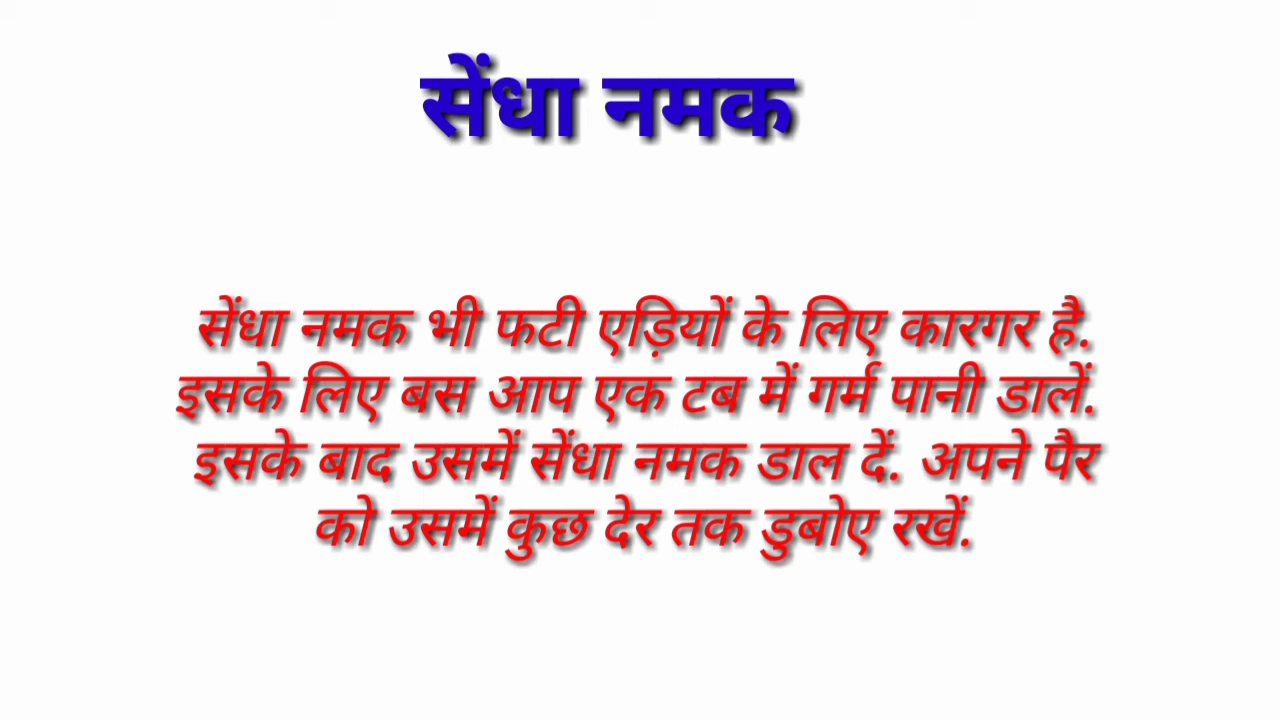 सेंधा नमक
सेंधा नमक भी फटी एड़ियों के लिए कारगर है.
इसके लिए बस आप एक टब में गर्म पानी डालें.
इसके बाद उसमें सेंधा नमक डाल दें. अपने पैर
को उसमें कुछ देर तक डुबोए रखें.